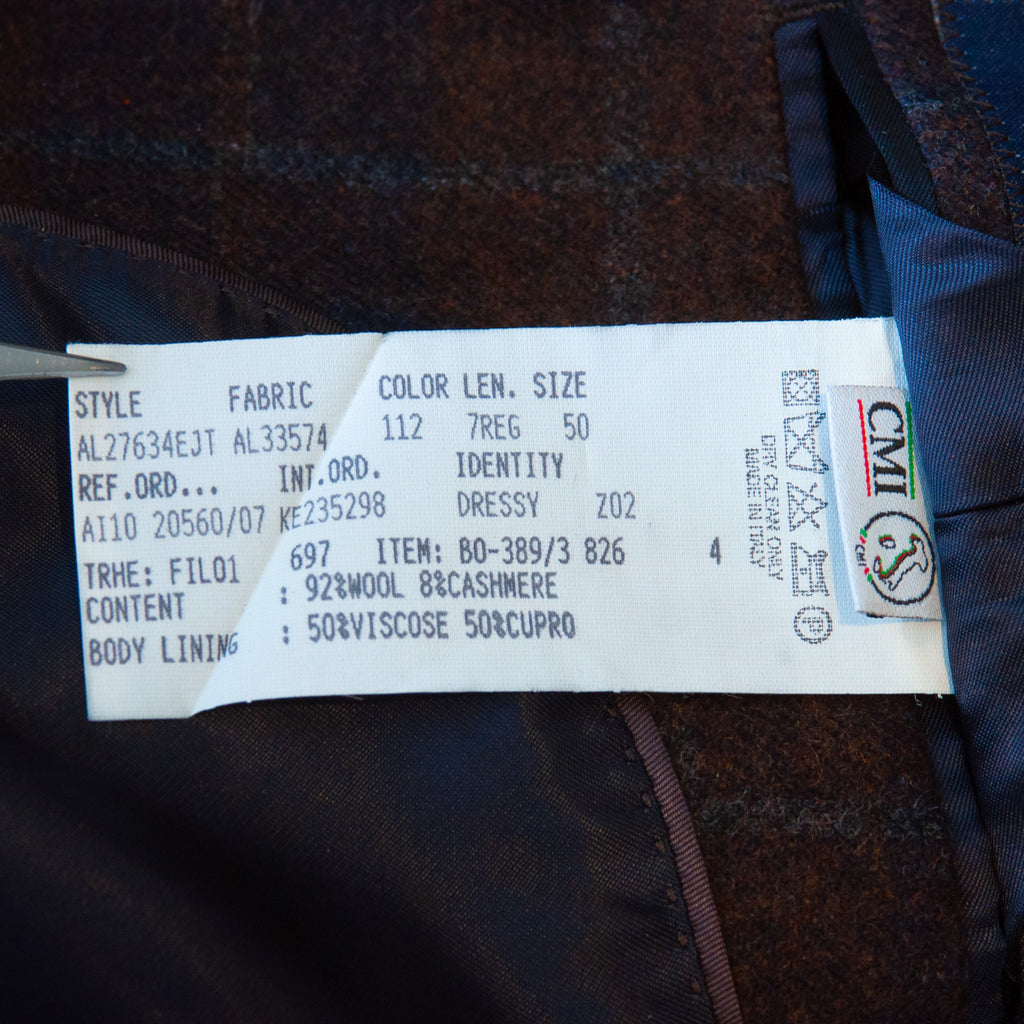 STYLE FABRIC COLOR LEN. SIZE
AL27634EJT AL33574 112 7REG 50
REF.ORD... INT.ORD. IDENTITY
AI10 20560/07 KE235298 DRESSY Z02
TRHE: FIL01 697 ITEM: BO-389/3 826 4
CONTENT : 92%WOOL 8%CASHMERE
BODY LINING : 50%VISCOSE 50%CUPRO
DRY CLEAN ONLY
MADE IN ITALY
P
CMI
CMI